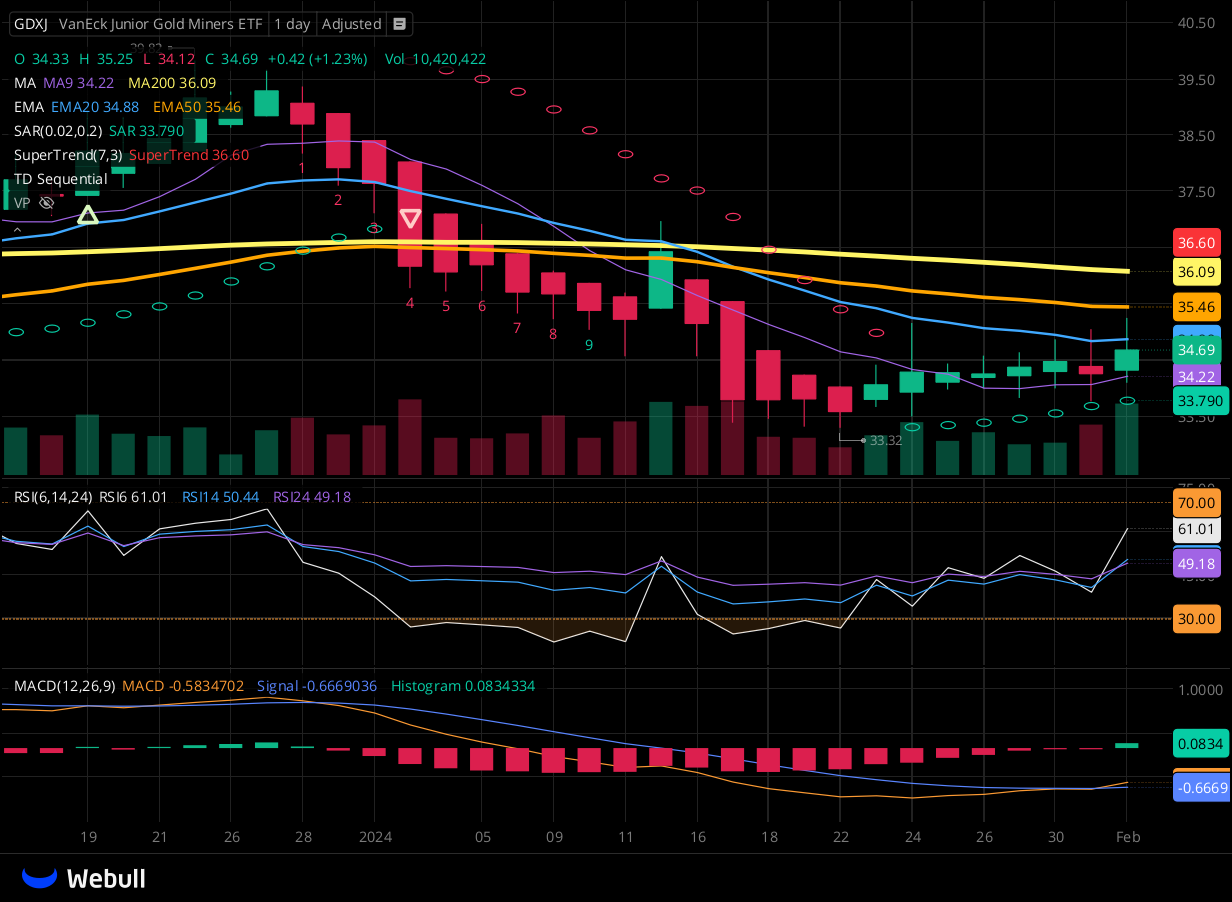 GDXJ VanEck Junior Gold Miners ETF 1 day Adjusted
40.50
O 34.33 H 35.25 L 34.12 C 34.69 +0.42 (+1.23%) Vol 10,420,422
39.50
MA MA9 34.22 MA200 36.09
EMA EMA20 34.88 EMA50 35.46
SAR(0.02,0.2) SAR 33.790
38.50
SuperTrend(7,3) SuperTrend 36.60
TD Sequential
37.50
VP
1
2
3
36.60
36.09
4
5
6
35.46
7
8
9
34.69
34.22
33.790
33.50
33.32
RSI(6,14,24) RSI6 61.01 RSI14 50.44 RSI24 49.18
75.00
70.00
61.01
49.18
30.00
MACD(12,26,9) MACD -0.5834702 Signal -0.6669036 Histogram 0.0834334
1.0000
0.0834
-0.6669
19 21 26 28 2024 05 09 11 16 18 22 24 26 30 Feb
Webull